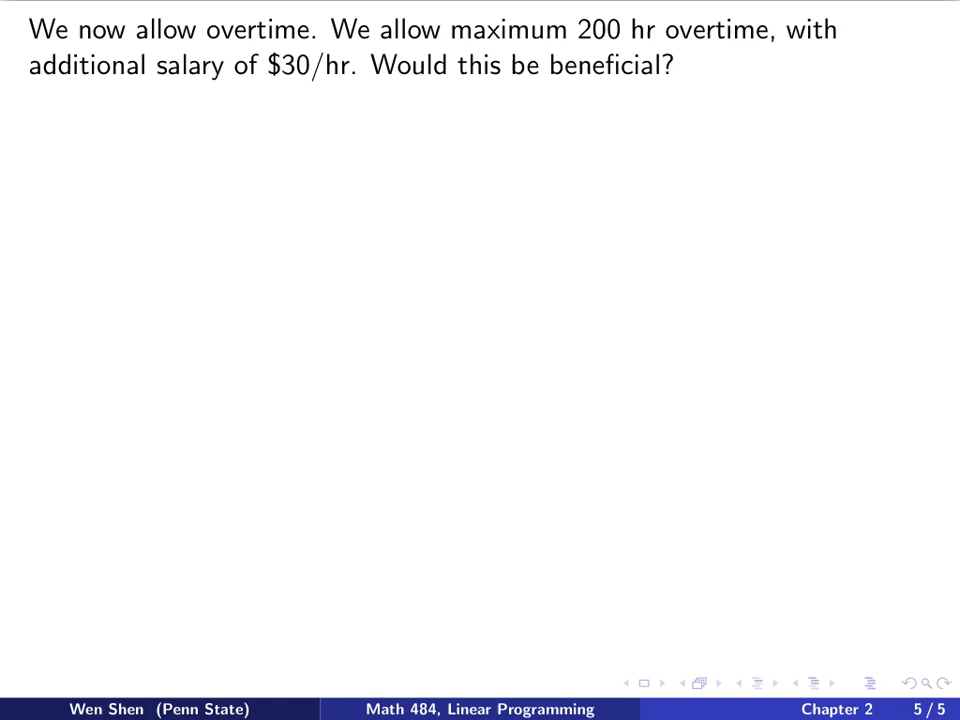 We now allow overtime. We allow maximum 200 hr overtime, with
additional salary of $30/hr. Would this be beneficial?
Wen Shen (Penn State) Math 484, Linear Programming Chapter 2 5 / 5